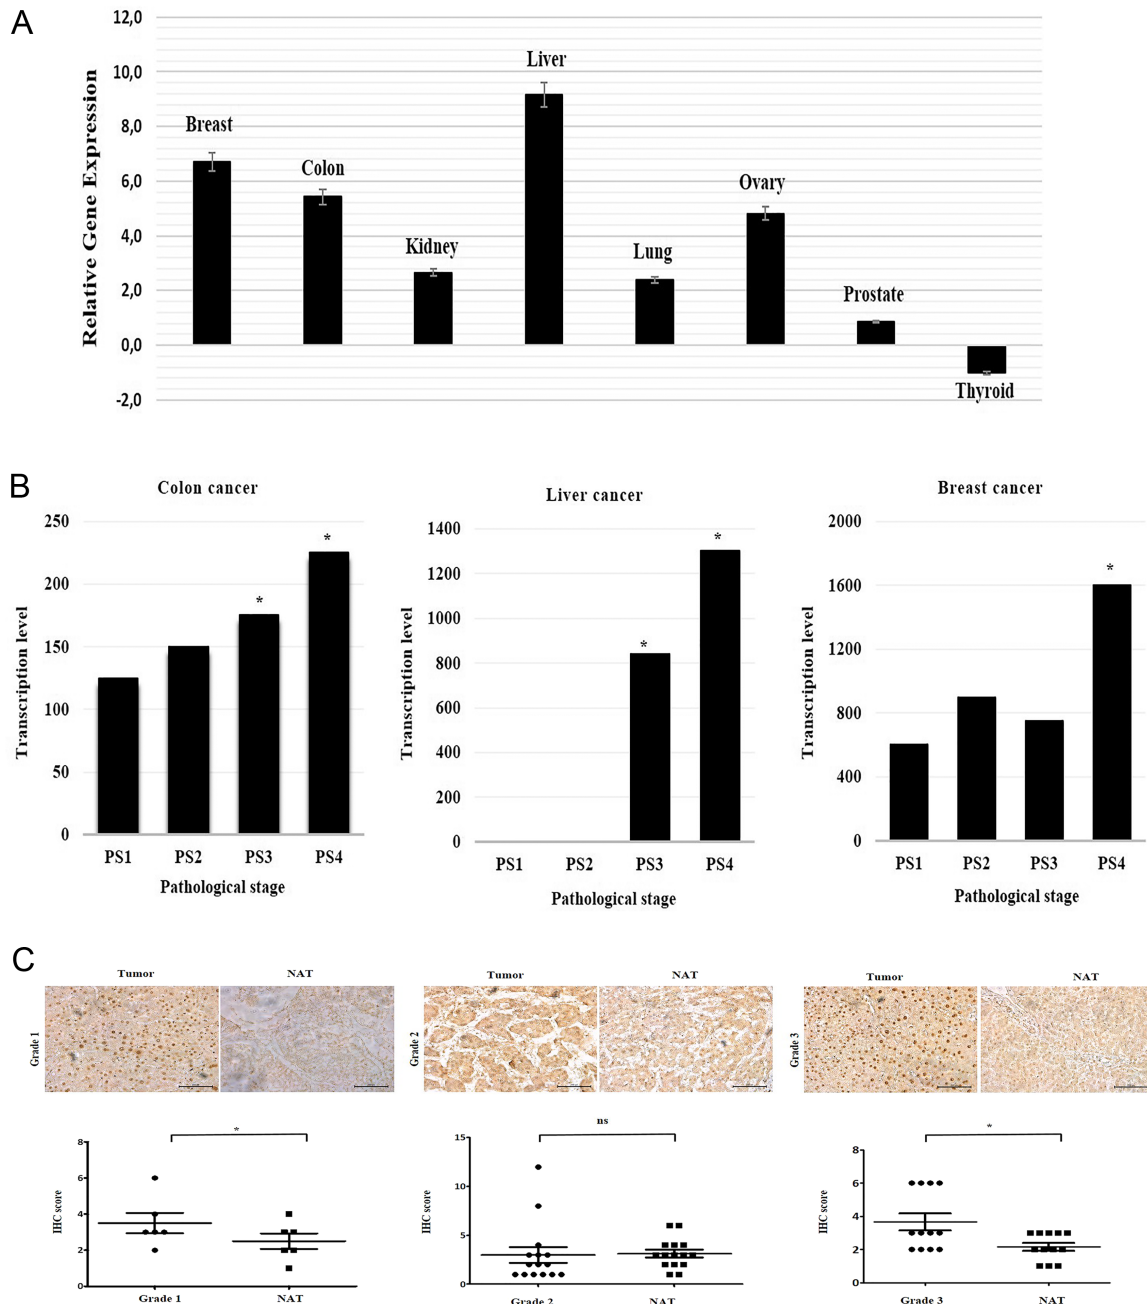 A
12,0
10,0
8,0
6,0
4,0
2,0
0,0
-2,0
Relative Gene Expression
Breast
Colon
Kidney
Liver
Lung
Ovary
Prostate
Thyroid
B
Colon cancer
250
200
150
100
50
0
Transcription level
* *
PS1 PS2 PS3 PS4
Pathological stage
Liver cancer
1400
1200
1000
800
600
400
200
0
Transcription level
* *
PS1 PS2 PS3 PS4
Pathological stage
Breast cancer
2000
1600
1200
800
400
0
Transcription level
*
PS1 PS2 PS3 PS4
Pathological stage
C
Tumor NAT
Grade 1
Tumor NAT
Grade 2
Tumor NAT
Grade 3
*
8
6
4
2
0
IHC score
Grade 1 NAT
ns
15
10
5
0
IHC score
Grade 2 NAT
*
8
6
4
2
0
IHC score
Grade 3 NAT